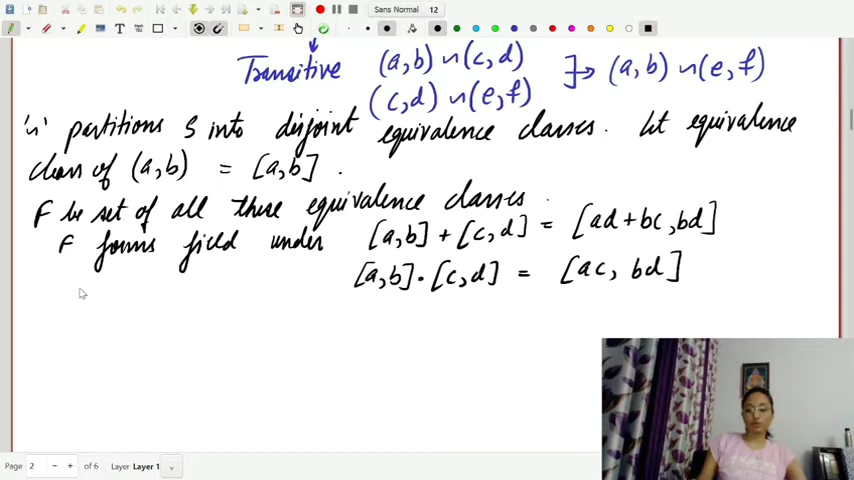 Sans Normal 12
Transitive (a,b) ~ (c,d) ]→ (a,b) ~ (e,f)
(c,d) ~ (e,f)
'~' partitions S into disjoint equivalence classes. Let equivalence
class of (a,b) = [a,b].
F be set of all these equivalence classes.
F forms field under [a,b] + [c,d] = [ad+bc, bd]
[a,b] . [c,d] = [ac, bd]
Page 2 of 6 Layer Layer 1